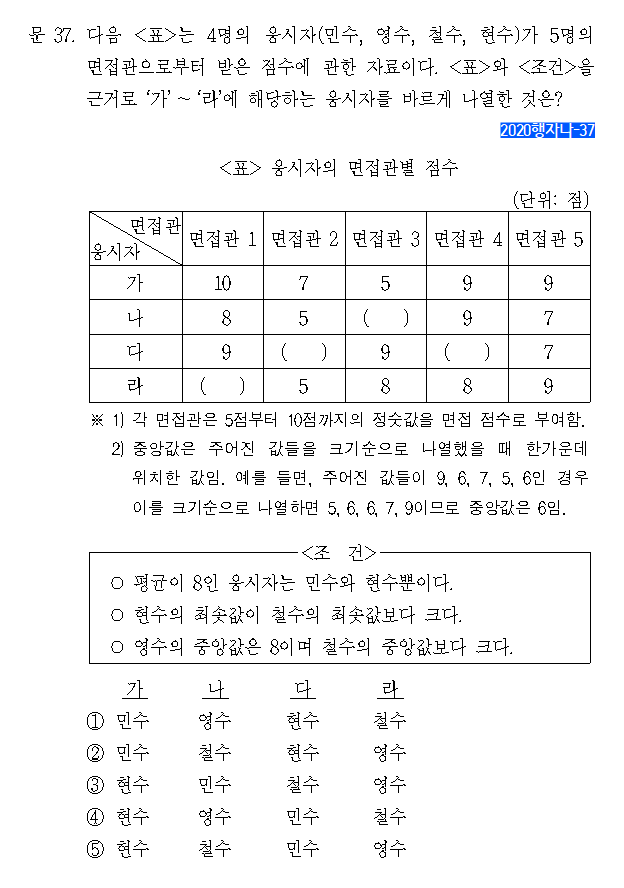 문 37. 다음 <표>는 4명의 응시자(민수, 영수, 철수, 현수)가 5명의
면접관으로부터 받은 점수에 관한 자료이다. <표>와 <조건>을
근거로 ‘가’ ~ ‘라’에 해당하는 응시자를 바르게 나열한 것은?
2020행자나-37
<표> 응시자의 면접관별 점수
(단위: 점)
면접관 응시자 면접관 1 면접관 2 면접관 3 면접관 4 면접관 5
가 10 7 5 9 9
나 8 5 ( ) 9 7
다 9 ( ) 9 ( ) 7
라 ( ) 5 8 8 9
※ 1) 각 면접관은 5점부터 10점까지의 정숫값을 면접 점수로 부여함.
2) 중앙값은 주어진 값들을 크기순으로 나열했을 때 한가운데
위치한 값임. 예를 들면, 주어진 값들이 9, 6, 7, 5, 6인 경우
이를 크기순으로 나열하면 5, 6, 6, 7, 9이므로 중앙값은 6임.
<조 건>
○ 평균이 8인 응시자는 민수와 현수뿐이다.
○ 현수의 최솟값이 철수의 최솟값보다 크다.
○ 영수의 중앙값은 8이며 철수의 중앙값보다 크다.
가 나 다 라
① 민수 영수 현수 철수
② 민수 철수 현수 영수
③ 현수 민수 철수 영수
④ 현수 영수 민수 철수
⑤ 현수 철수 민수 영수